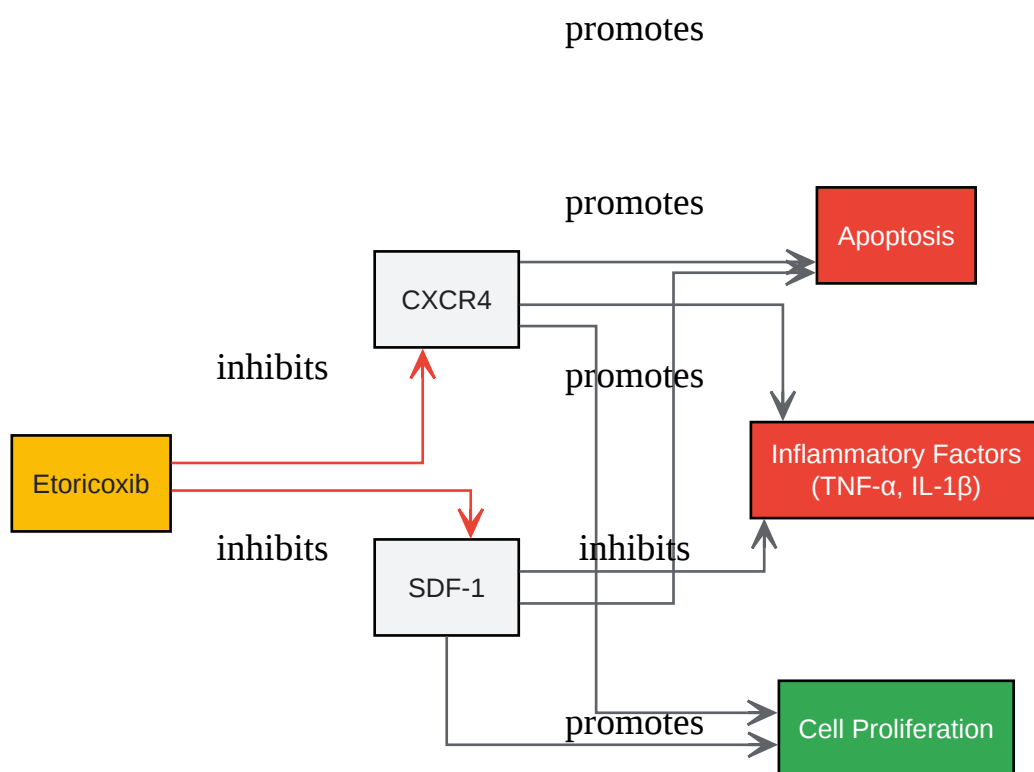 promotes
promotes
Apoptosis
CXCR4
inhibits
promotes
Etoricoxib
Inflammatory Factors
(TNF-α, IL-1β)
inhibits
inhibits
SDF-1
promotes
Cell Proliferation